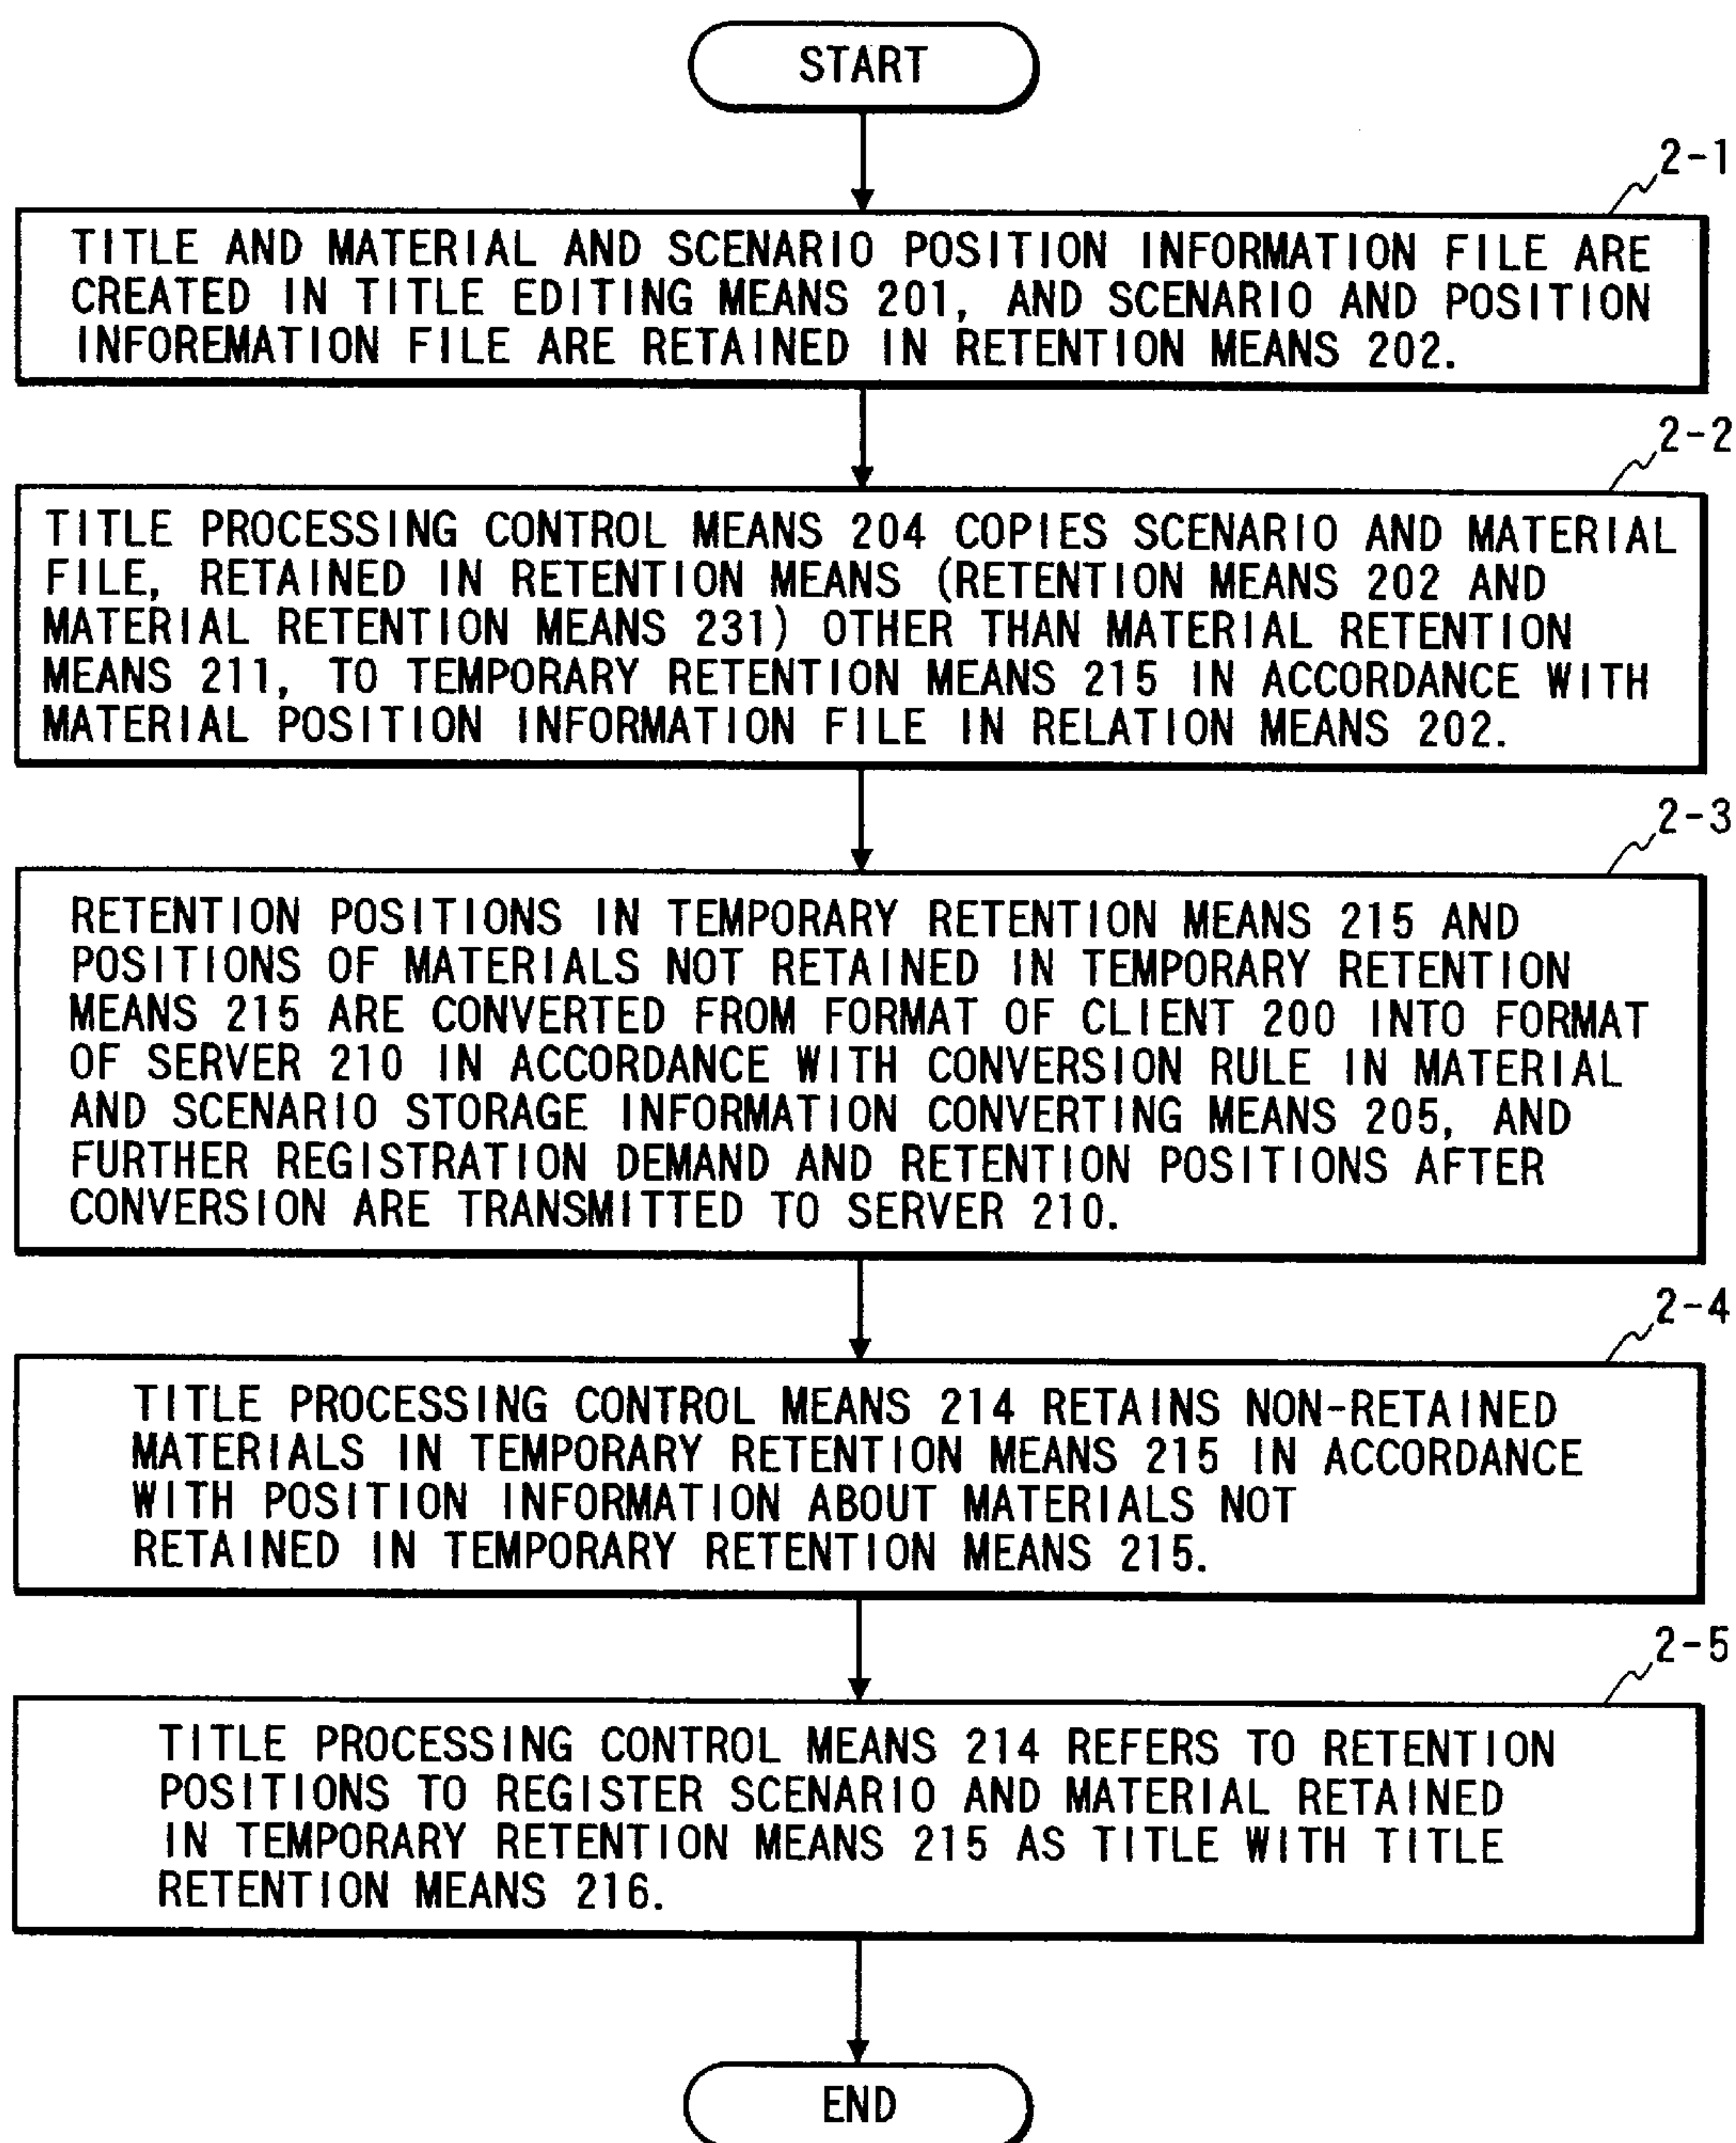 START
2-1
TITLE AND MATERIAL AND SCENARIO POSITION INFORMATION FILE ARE
CREATED IN TITLE EDITING MEANS 201, AND SCENARIO AND POSITION
INFOREMATION FILE ARE RETAINED IN RETENTION MEANS 202.
2-2
TITLE PROCESSING CONTROL MEANS 204 COPIES SCENARIO AND MATERIAL
FILE, RETAINED IN RETENTION MEANS (RETENTION MEANS 202 AND
MATERIAL RETENTION MEANS 231) OTHER THAN MATERIAL RETENTION
MEANS 211, TO TEMPORARY RETENTION MEANS 215 IN ACCORDANCE WITH
MATERIAL POSITION INFORMATION FILE IN RELATION MEANS 202.
2-3
RETENTION POSITIONS IN TEMPORARY RETENTION MEANS 215 AND
POSITIONS OF MATERIALS NOT RETAINED IN TEMPORARY RETENTION
MEANS 215 ARE CONVERTED FROM FORMAT OF CLIENT 200 INTO FORMAT
OF SERVER 210 IN ACCORDANCE WITH CONVERSION RULE IN MATERIAL
AND SCENARIO STORAGE INFORMATION CONVERTING MEANS 205, AND
FURTHER REGISTRATION DEMAND AND RETENTION POSITIONS AFTER
CONVERSION ARE TRANSMITTED TO SERVER 210.
2-4
TITLE PROCESSING CONTROL MEANS 214 RETAINS NON-RETAINED
MATERIALS IN TEMPORARY RETENTION MEANS 215 IN ACCORDANCE
WITH POSITION INFORMATION ABOUT MATERIALS NOT
RETAINED IN TEMPORARY RETENTION MEANS 215.
2-5
TITLE PROCESSING CONTROL MEANS 214 REFERS TO RETENTION
POSITIONS TO REGISTER SCENARIO AND MATERIAL RETAINED
IN TEMPORARY RETENTION MEANS 215 AS TITLE WITH TITLE
RETENTION MEANS 216.
END